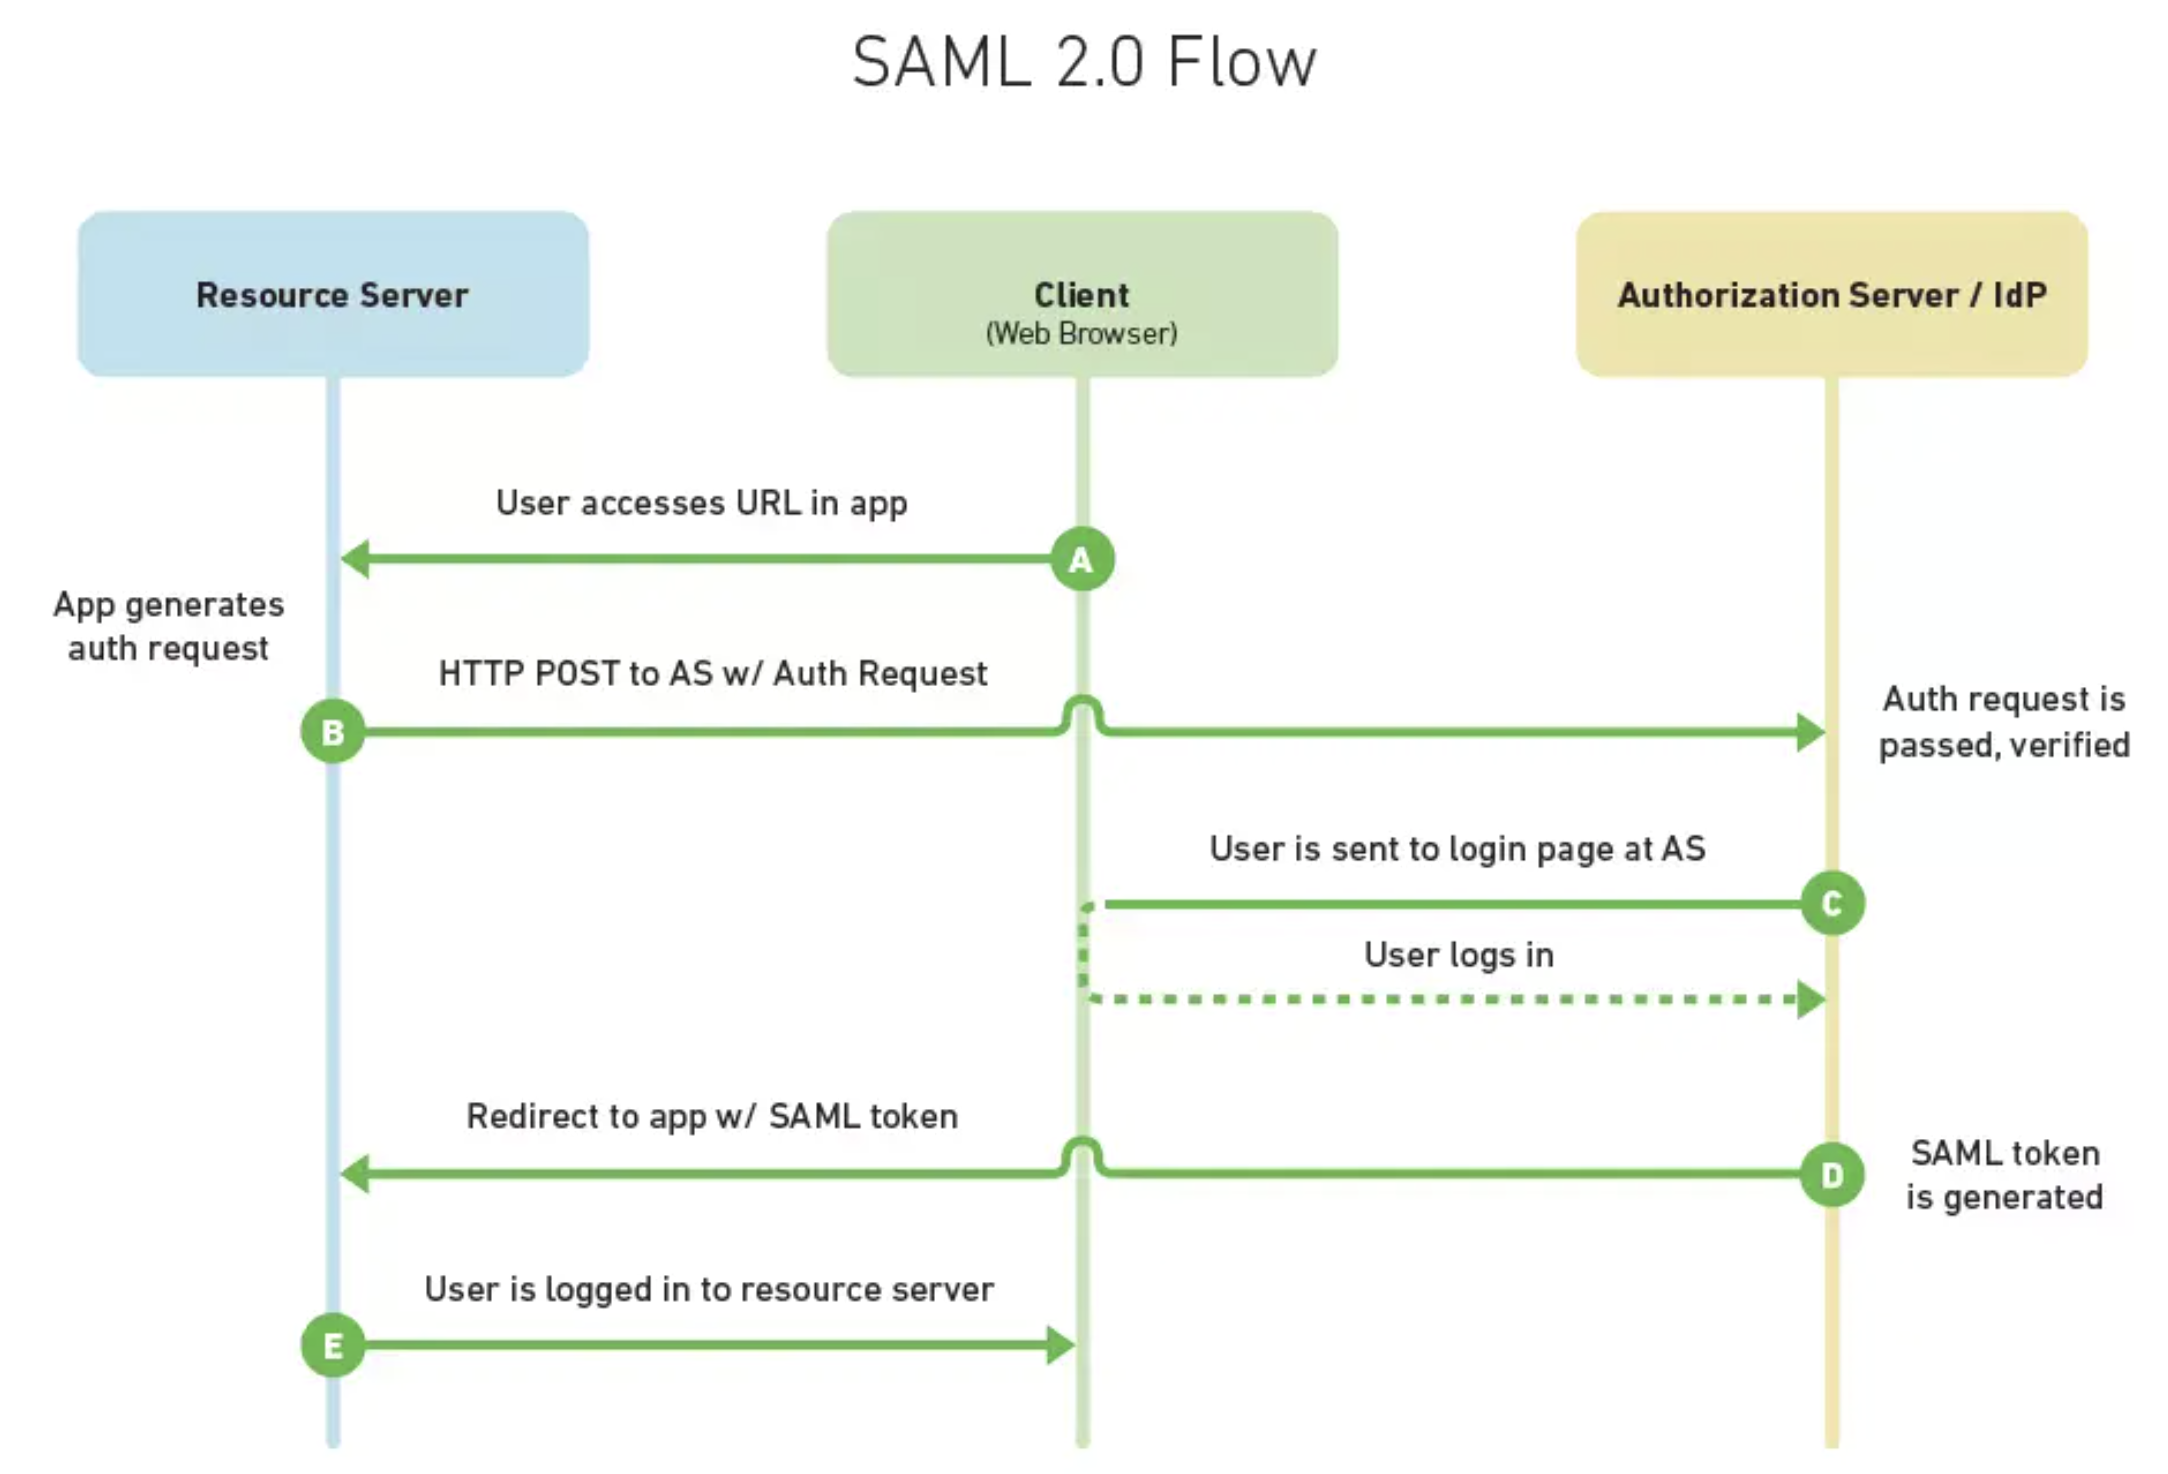 SAML 2.0 Flow
Resource Server
Client
(Web Browser)
Authorization Server / IdP
User accesses URL in app
A
App generates
auth request
HTTP POST to AS w/ Auth Request
B
Auth request is
passed, verified
User is sent to login page at AS
C
User logs in
Redirect to app w/ SAML token
D
SAML token
is generated
User is logged in to resource server
E